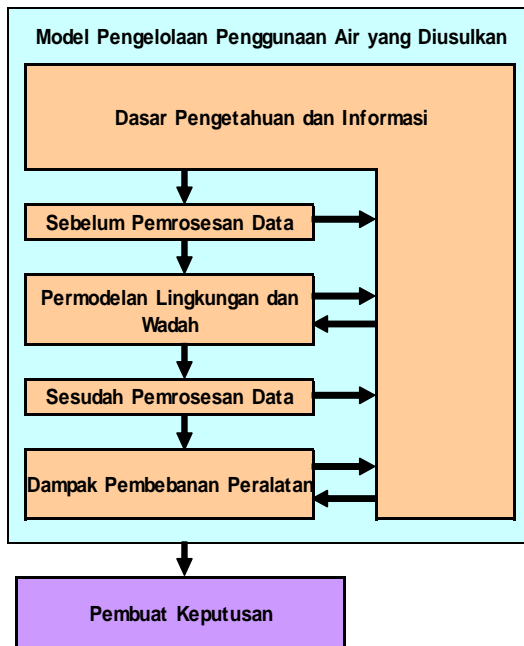 Model Pengelolaan Penggunaan Air yang Diusulkan
Dasar Pengetahuan dan Informasi
Sebelum Pemrosesan Data
Permodelan Lingkungan dan
Wadah
Sesudah Pemrosesan Data
Dampak Pembebanan Peralatan
Pembuat Keputusan